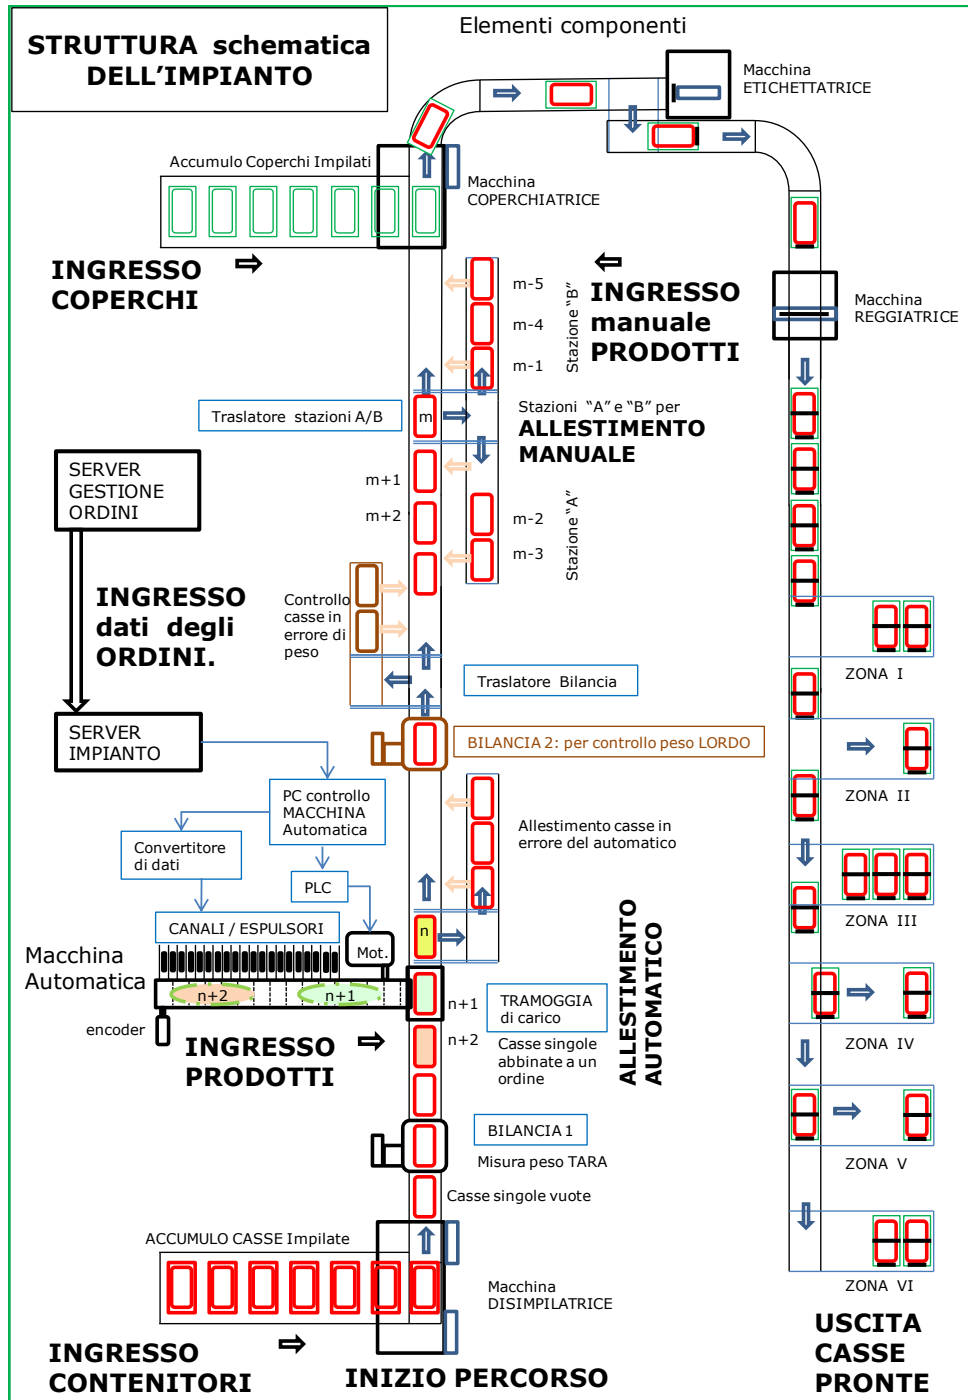 STRUTTURA schematica
DELL'IMPIANTO
Elementi componenti
Macchina
ETICHETTATRICE
Accumulo Coperchi Impilati
Macchina
COPERCHIATRICE
INGRESSO
COPERCHI
m-5
m-4
m-1
Stazione "B"
INGRESSO
manuale
PRODOTTI
Macchina
REGGIATRICE
Traslatore stazioni A/B
m
Stazioni "A" e "B" per
ALLESTIMENTO
MANUALE
SERVER
GESTIONE
ORDINI
m+1
m+2
m-2
m-3
Stazione "A"
INGRESSO
dati degli
ORDINI.
Controllo
casse in
errore di
peso
Traslatore Bilancia
ZONA I
SERVER
IMPIANTO
BILANCIA 2: per controllo peso LORDO
PC controllo
MACCHINA
Automatica
ZONA II
Convertitore
di dati
Allestimento casse in
errore del automatico
PLC
CANALI / ESPULSORI
n
ZONA III
Macchina
Automatica
Mot.
ALLESTIMENTO
AUTOMATICO
n+2
n+1
n+1
TRAMOGGIA
di carico
encoder
INGRESSO
PRODOTTI
n+2
Casse singole
abbinate a un
ordine
ZONA IV
BILANCIA 1
Misura peso TARA
ZONA V
Casse singole vuote
ACCUMULO CASSE Impilate
Macchina
DISIMPILATRICE
ZONA VI
INGRESSO
CONTENITORI
INIZIO PERCORSO
USCITA
CASSE
PRONTE